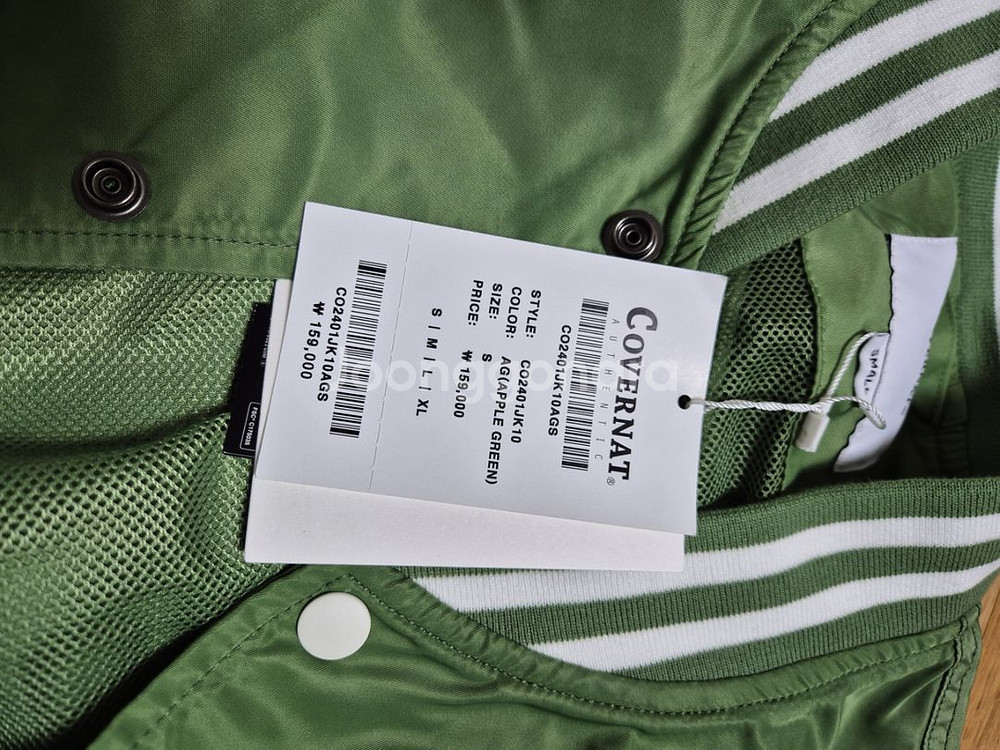 COVERNAT®
AUTHENTIC
CO2401JK10AGS
STYLE: CO2401JK10
COLOR: AG(APPLE GREEN)
SIZE: S
PRICE: ₩ 159,000
S | M | L | XL
CO2401JK10AGS
₩ 159,000
SMALL